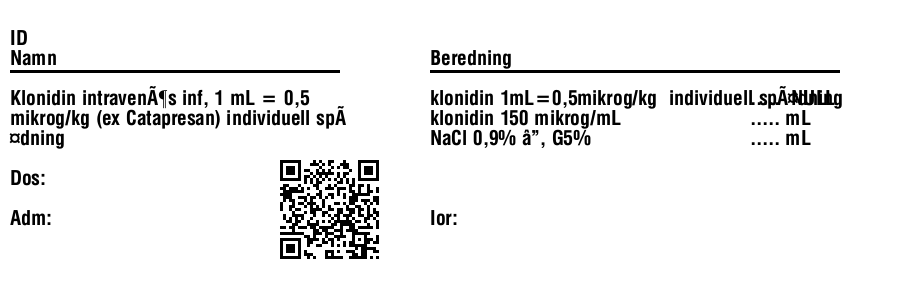 ID
Namn
Klonidin intravenÃ¶s inf, 1 mL = 0,5
mikrog/kg (ex Catapresan) individuell spÃ
¤dning
Dos:
Adm:
Beredning
klonidin 1mL=0,5mikrog/kg individuell spÃ¤dning
klonidin 150 mikrog/mL ..... mL
NaCl 0,9% â”, G5% ..... mL
Ior: